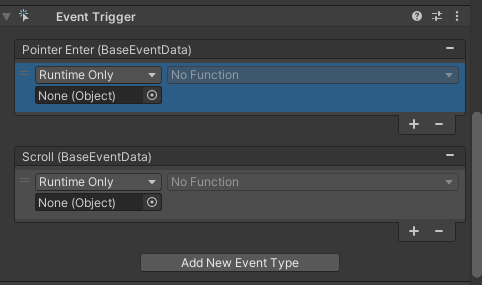 Event Trigger
Pointer Enter (BaseEventData)
Runtime Only
No Function
None (Object)
Scroll (BaseEventData)
Runtime Only
No Function
None (Object)
Add New Event Type